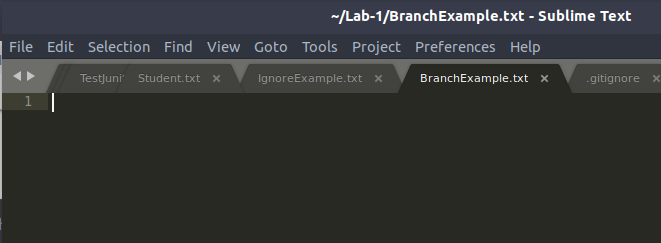 ~/Lab-1/BranchExample.txt - Sublime Text
File Edit Selection Find View Goto Tools Project Preferences Help
TestJuni Student.txt × IgnoreExample.txt × BranchExample.txt × .gitignore ×
1